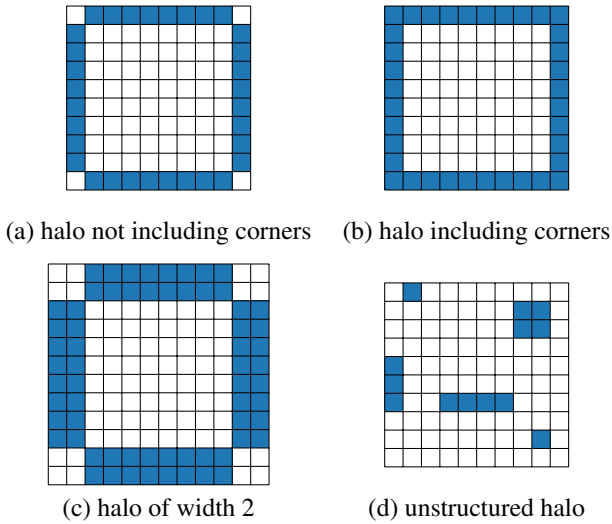 (a) halo not including corners
(b) halo including corners
(c) halo of width 2
(d) unstructured halo